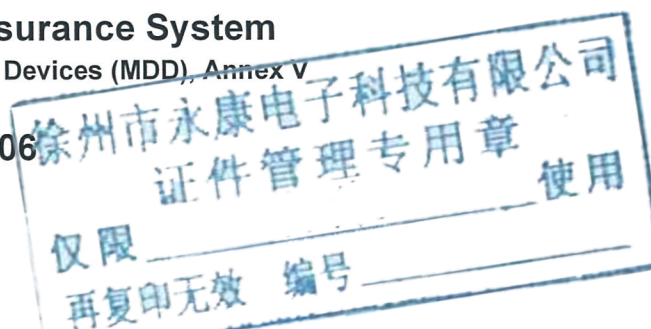 surance System
Devices (MDD), Annex V
06
徐州市永康电子科技有限公司
证件管理专用章
仅限 使用
再复印无效 编号